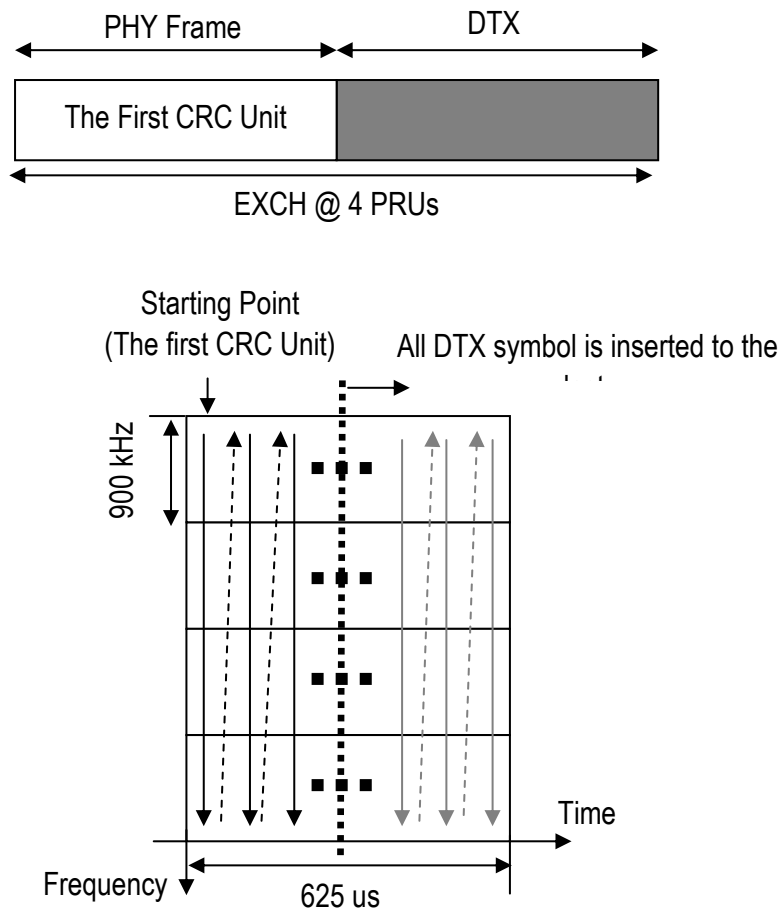 PHY Frame
DTX
The First CRC Unit
EXCH @ 4 PRUs
Starting Point
(The first CRC Unit)
All DTX symbol is inserted to the
900 kHz
Time
Frequency
625 us